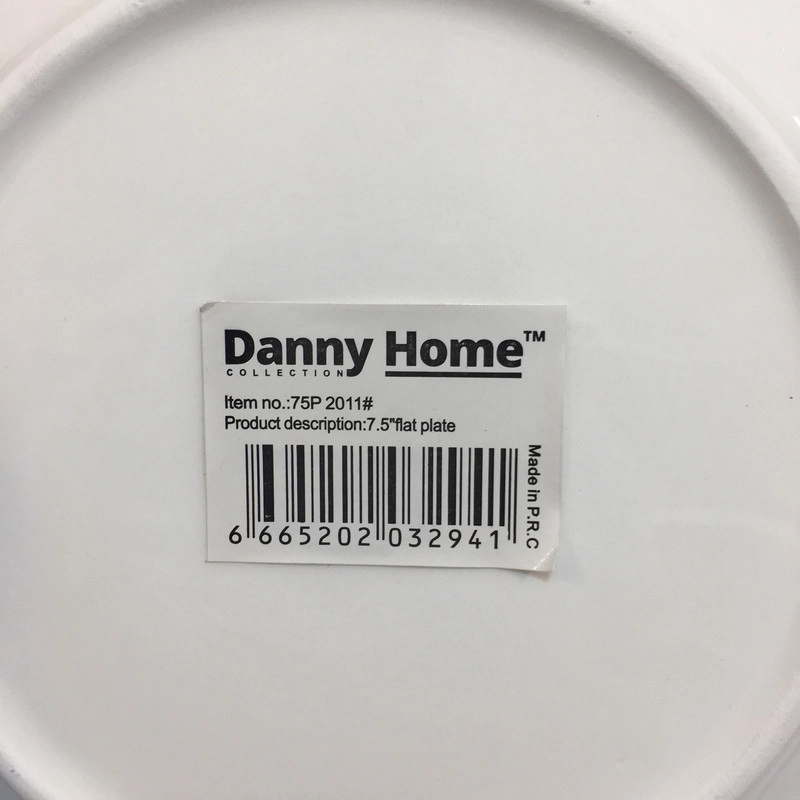 Danny Home™
COLLECTION
Item no.:75P 2011#
Product description:7.5"flat plate
Made in P.R.C
6 665202 032941